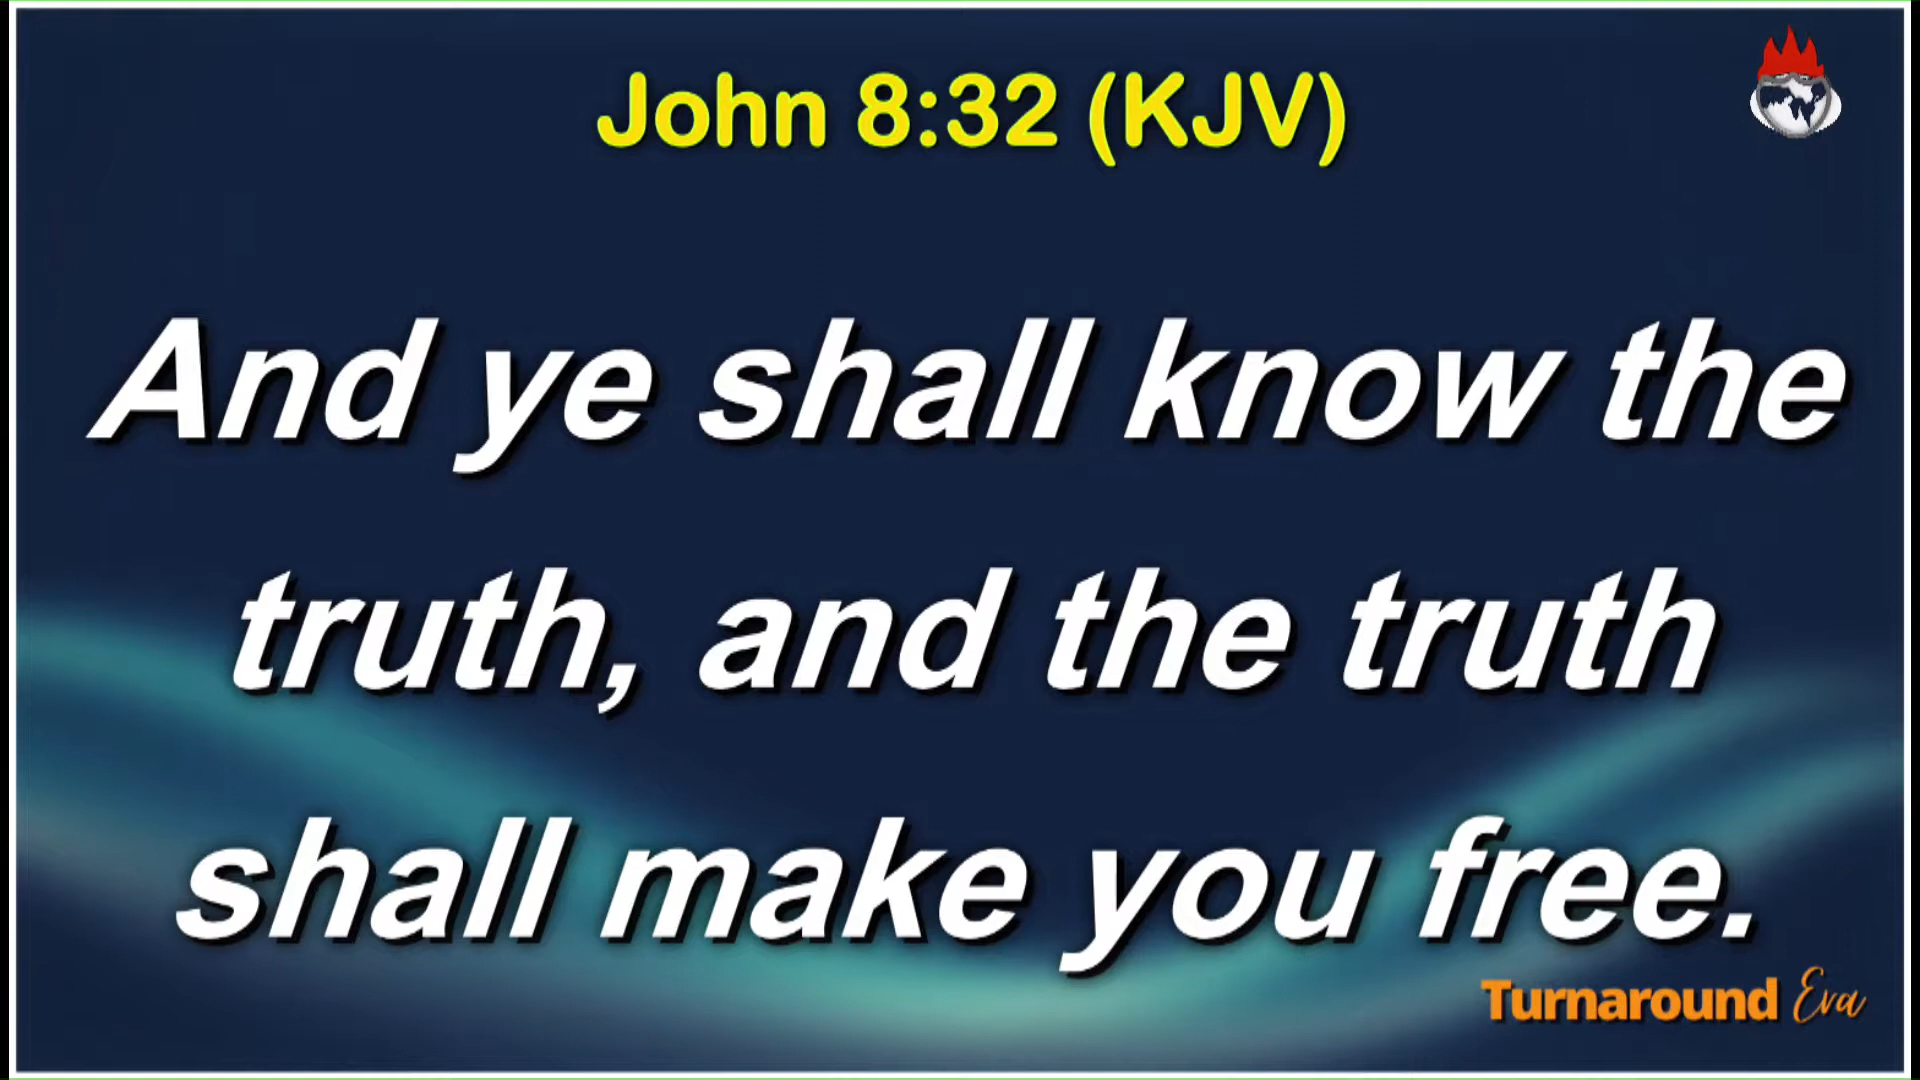 John 8:32 (KJV)
And ye shall know the
truth, and the truth
shall make you free.
Turnaround Era